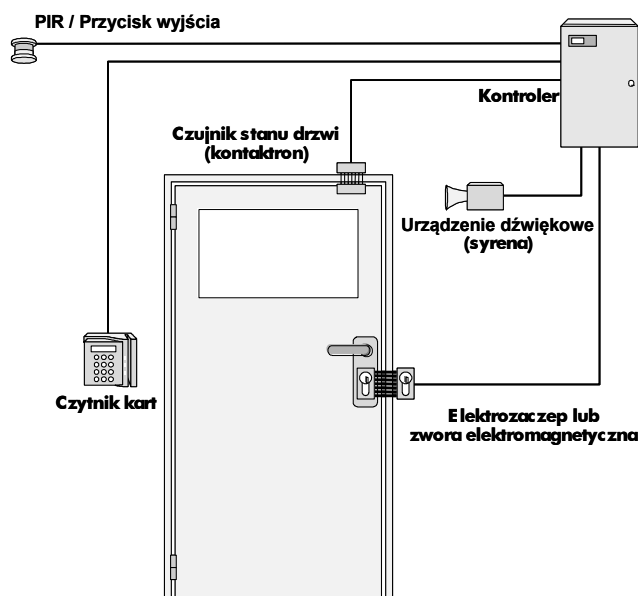 PIR / Przycisk wyjścia
Kontroler
Czujnik stanu drzwi
(kontaktron)
Urządzenie dźwiękowe
(syrena)
Czytnik kart
Elektrozaczep lub
zwora elektromagnetyczna